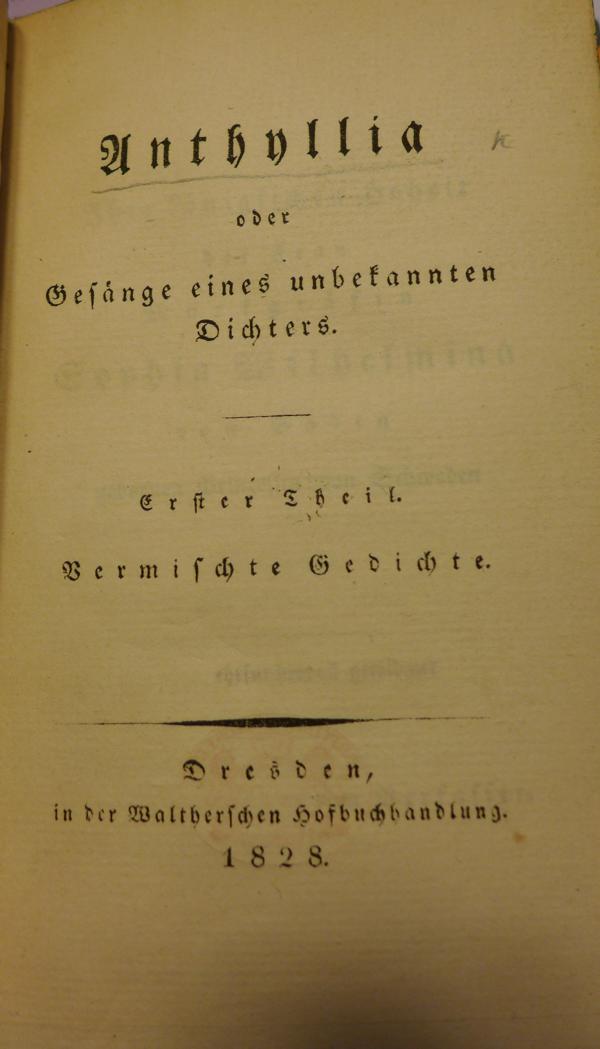 Anthyllia
oder
Geſänge eines unbekannten
Dichters.
Erſter Theil.
Vermiſchte Gedichte.
Dresden,
in der Waltherſchen Hofbuchhandlung.
1828.